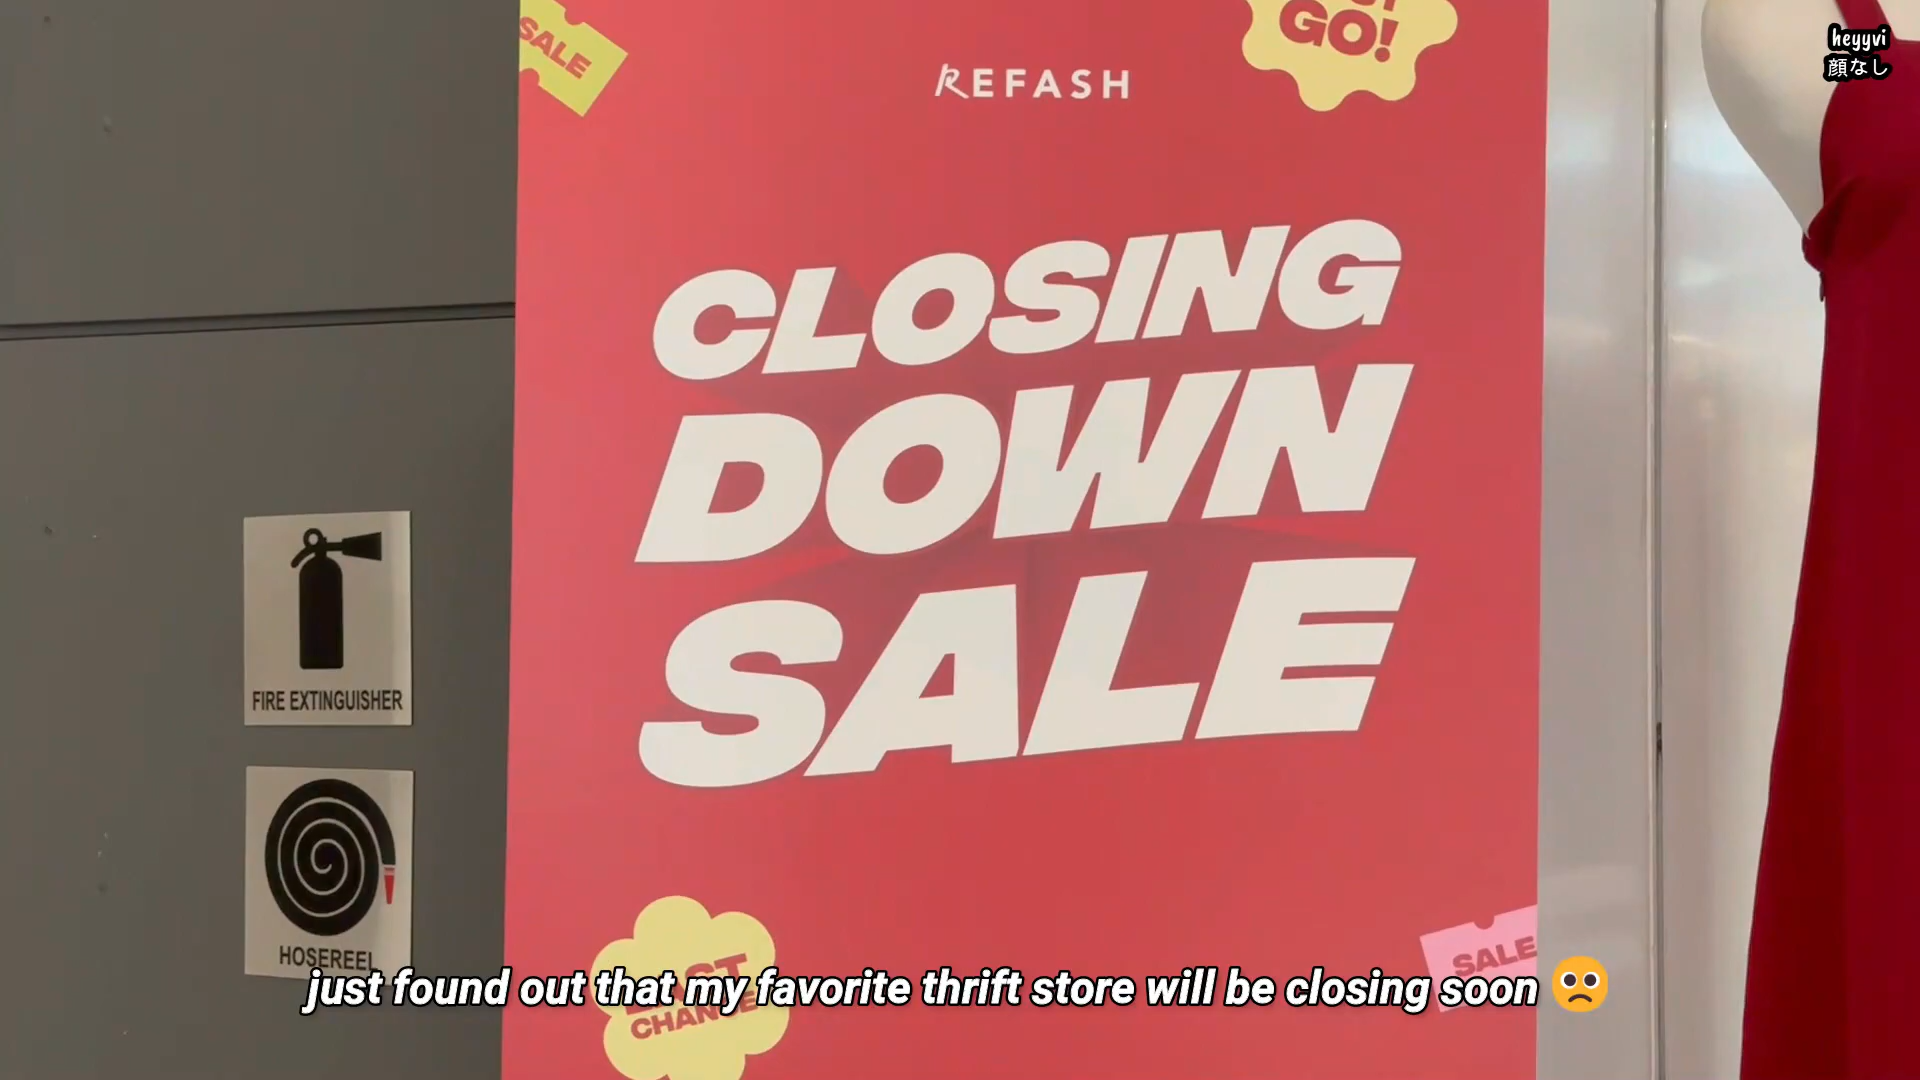 SALE
GO!
heyyvi
顔なし
REFASH
CLOSING
DOWN
SALE
FIRE EXTINGUISHER
HOSEREEL
SALE
CHANCE
just found out that my favorite thrift store will be closing soon 🙁